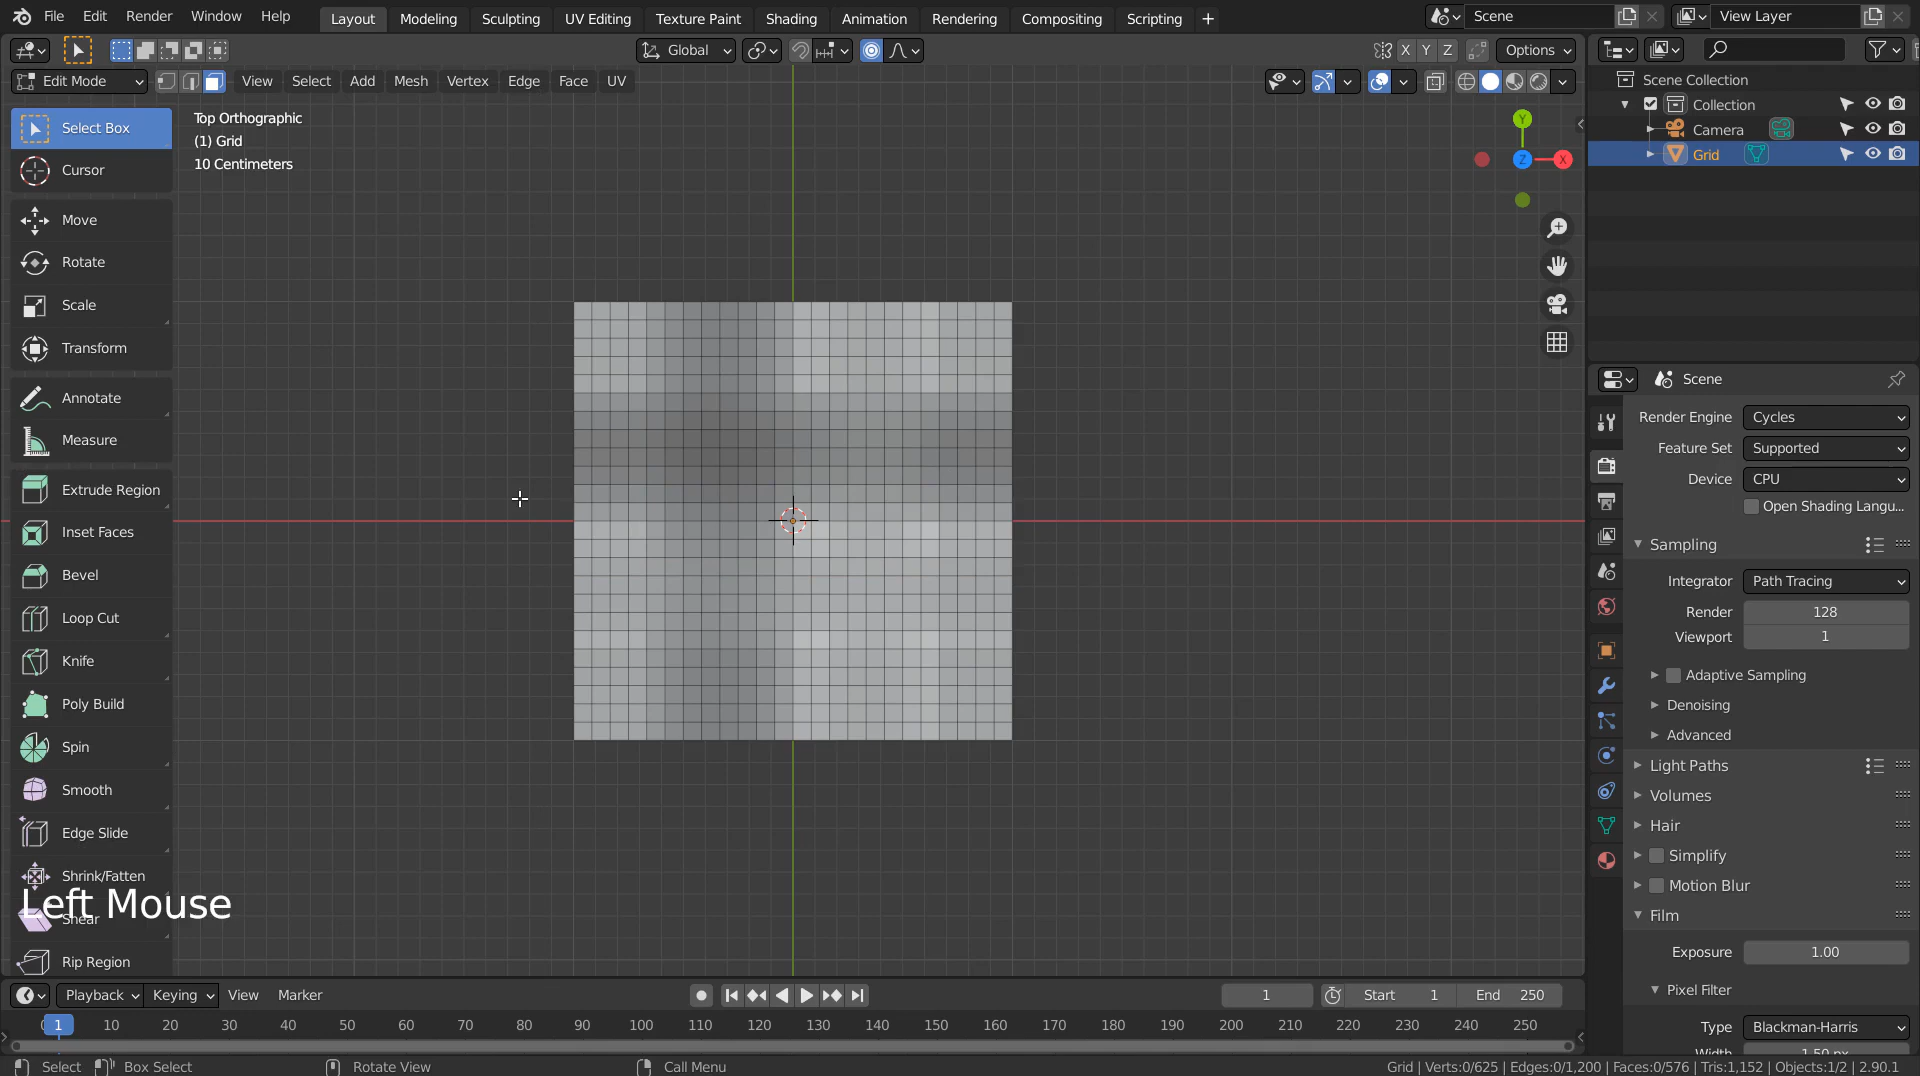 File Edit Render Window Help Layout Modeling Sculpting UV Editing Texture Paint Shading Animation Rendering Compositing Scripting + Scene View Layer
Global X Y Z Options
Edit Mode View Select Add Mesh Vertex Edge Face UV
Scene Collection
Collection
Camera
Grid
Top Orthographic
(1) Grid
10 Centimeters
Y
Z
X
Select Box
Cursor
Move
Rotate
Scale
Transform
Annotate
Measure
Extrude Region
Inset Faces
Bevel
Loop Cut
Knife
Poly Build
Spin
Smooth
Edge Slide
Shrink/Fatten
Shear
Rip Region
Left Mouse
Scene
Render Engine Cycles
Feature Set Supported
Device CPU
Open Shading Langu...
Sampling
Integrator Path Tracing
Render 128
Viewport 1
Adaptive Sampling
Denoising
Advanced
Light Paths
Volumes
Hair
Simplify
Motion Blur
Film
Exposure 1.00
Pixel Filter
Type Blackman-Harris
Width 1.50 px
Playback Keying View Marker 1 Start 1 End 250
1 10 20 30 40 50 60 70 80 90 100 110 120 130 140 150 160 170 180 190 200 210 220 230 240 250
Select Box Select Rotate View Call Menu Grid | Verts:0/625 | Edges:0/1,200 | Faces:0/576 | Tris:1,152 | Objects:1/2 | 2.90.1